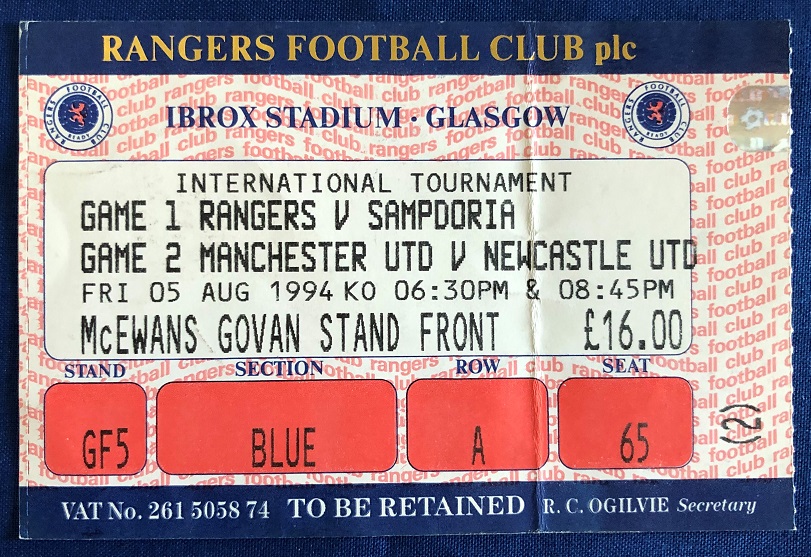 RANGERS FOOTBALL CLUB plc
IBROX STADIUM · GLASGOW
INTERNATIONAL TOURNAMENT
GAME 1 RANGERS V SAMPDORIA
GAME 2 MANCHESTER UTD V NEWCASTLE UTD
FRI 05 AUG 1994 KO 06:30PM & 08:45PM
McEWANS GOVAN STAND FRONT £16.00
STAND SECTION ROW SEAT
GF5 BLUE A 65
(2)
VAT No. 261 5058 74 TO BE RETAINED R. C. OGILVIE Secretary